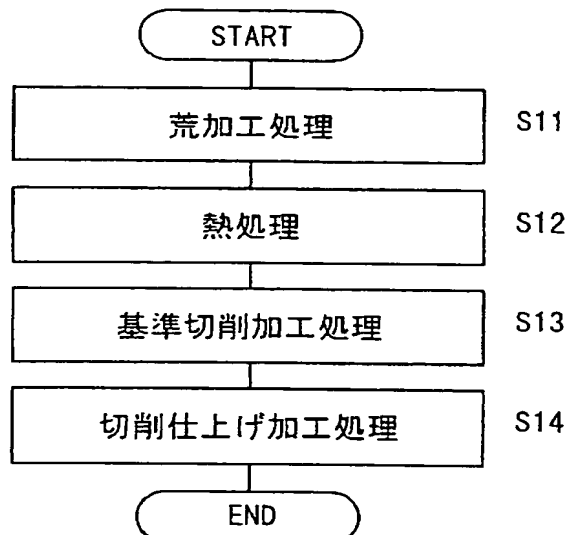 START
荒加工処理 S11
熱処理 S12
基準切削加工処理 S13
切削仕上げ加工処理 S14
END